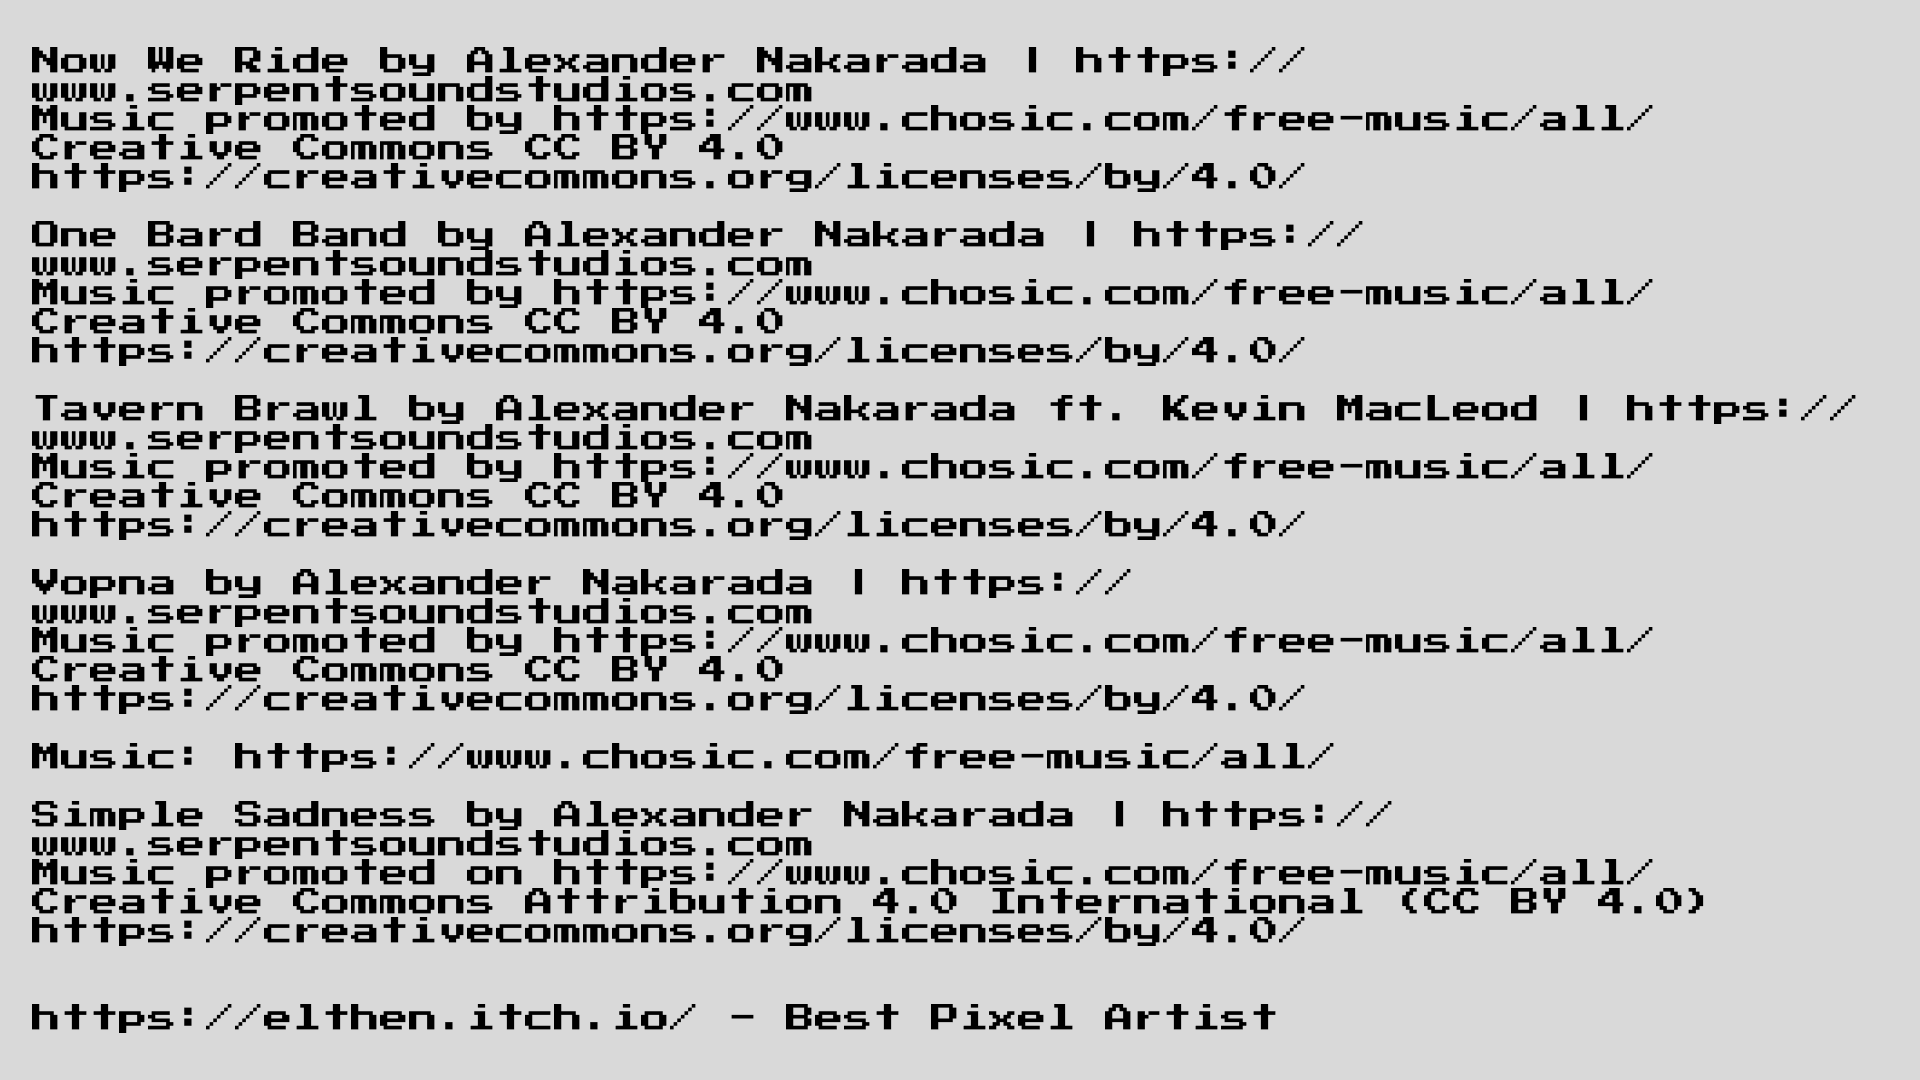 Now We Ride by Alexander Nakarada | https://
www.serpentsoundstudios.com
Music promoted by https://www.chosic.com/free-music/all/
Creative Commons CC BY 4.0
https://creativecommons.org/licenses/by/4.0/
One Bard Band by Alexander Nakarada | https://
www.serpentsoundstudios.com
Music promoted by https://www.chosic.com/free-music/all/
Creative Commons CC BY 4.0
https://creativecommons.org/licenses/by/4.0/
Tavern Brawl by Alexander Nakarada ft. Kevin MacLeod | https://
www.serpentsoundstudios.com
Music promoted by https://www.chosic.com/free-music/all/
Creative Commons CC BY 4.0
https://creativecommons.org/licenses/by/4.0/
Vopna by Alexander Nakarada | https://
www.serpentsoundstudios.com
Music promoted by https://www.chosic.com/free-music/all/
Creative Commons CC BY 4.0
https://creativecommons.org/licenses/by/4.0/
Music: https://www.chosic.com/free-music/all/
Simple Sadness by Alexander Nakarada | https://
www.serpentsoundstudios.com
Music promoted on https://www.chosic.com/free-music/all/
Creative Commons Attribution 4.0 International (CC BY 4.0)
https://creativecommons.org/licenses/by/4.0/
https://elthen.itch.io/ - Best Pixel Artist